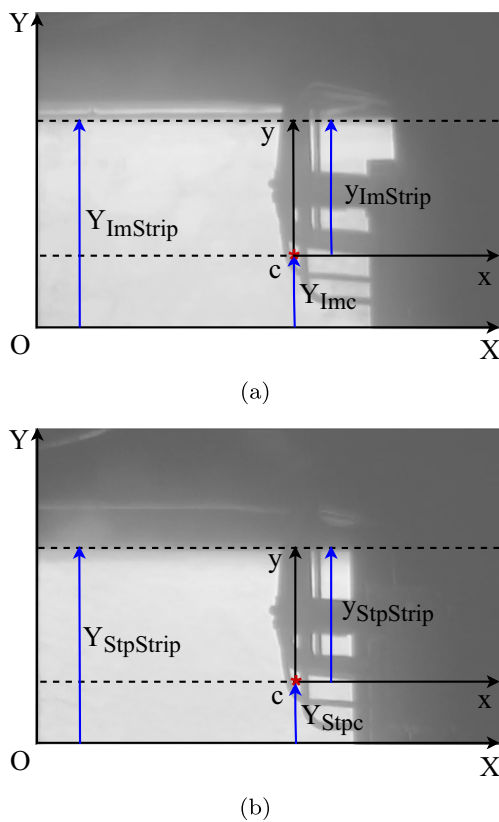 Y
y
Y_ImStrip
y_ImStrip
c
Y_Imc
x
O
X
(a)
Y
y
Y_StpStrip
y_StpStrip
c
Y_Stpc
x
O
X
(b)